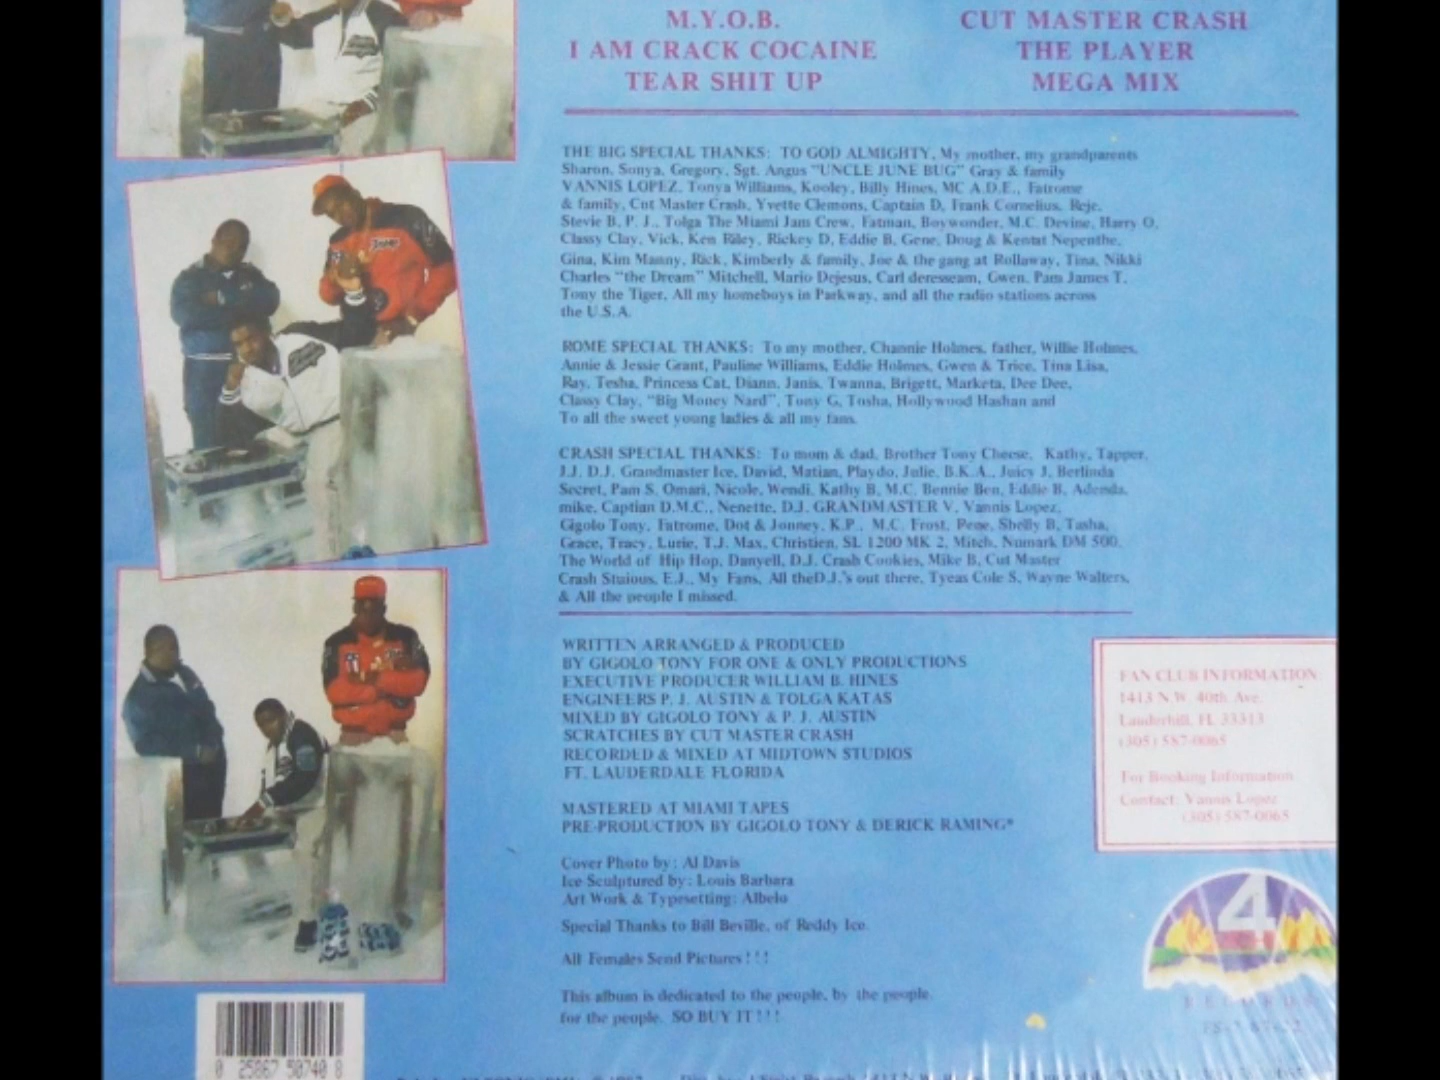 M.Y.O.B.
I AM CRACK COCAINE
TEAR SHIT UP
CUT MASTER CRASH
THE PLAYER
MEGA MIX
THE BIG SPECIAL THANKS: TO GOD ALMIGHTY, My mother, my grandparents
Sharon, Sonya, Gregory, Sgt. Angus "UNCLE JUNE BUG" Gray & family
VANNIS LOPEZ, Tonya Williams, Kooley, Billy Hines, MC A.D.E., Fatrome
& family, Cut Master Crash, Yvette Clemons, Captain D, Frank Cornelius, Reje,
Stevie B, P. J., Tolga The Miami Jam Crew, Fatman, Boywonder, M.C. Devine, Harry O,
Classy Clay, Vick, Ken Riley, Rickey D, Eddie B, Gene, Doug & Kentat Nepenthe,
Gina, Kim Manny, Rick, Kimberly & family, Joe & the gang at Rollaway, Tina, Nikki
Charles "the Dream" Mitchell, Mario Dejesus, Carl deresseam, Gwen, Pam James T.
Tony the Tiger, All my homeboys in Parkway, and all the radio stations across
the U.S.A.
ROME SPECIAL THANKS: To my mother, Channie Holmes, father, Willie Holmes,
Annie & Jessie Grant, Pauline Williams, Eddie Holmes, Gwen & Trice, Tina Lisa,
Ray, Tesha, Princess Cat, Diann, Janis, Twanna, Brigett, Marketa, Dee Dee,
Classy Clay, "Big Money Nard", Tony G, Tosha, Hollywood Hashan and
To all the sweet young ladies & all my fans.
CRASH SPECIAL THANKS: To mom & dad, Brother Tony Cheese, Kathy, Tapper,
J.J. D.J. Grandmaster Ice, David, Matian, Playdo, Julie, B.K.A., Juicy J, Berlinda
Secret, Pam S. Omari, Nicole, Wendi, Kathy B, M.C. Bennie Ben, Eddie B, Adenda,
mike, Captian D.M.C., Nenette, D.J. GRANDMASTER V, Vannis Lopez,
Gigolo Tony, Fatrome, Dot & Jonney, K.P., M.C. Frost, Pene, Shelly B, Tasha,
Grace, Tracy, Lurie, T.J. Max, Christien, SL 1200 MK 2, Mitch, Numark DM 500,
The World of Hip Hop, Danyell, D.J. Crash Cookies, Mike B, Cut Master
Crash Stuious, E.J., My Fans, All theD.J.'s out there, Tyeas Cole S, Wayne Walters,
& All the people I missed.
WRITTEN ARRANGED & PRODUCED
BY GIGOLO TONY FOR ONE & ONLY PRODUCTIONS
EXECUTIVE PRODUCER WILLIAM B. HINES
ENGINEERS P. J. AUSTIN & TOLGA KATAS
MIXED BY GIGOLO TONY & P. J. AUSTIN
SCRATCHES BY CUT MASTER CRASH
RECORDED & MIXED AT MIDTOWN STUDIOS
FT. LAUDERDALE FLORIDA
MASTERED AT MIAMI TAPES
PRE-PRODUCTION BY GIGOLO TONY & DERICK RAMING*
Cover Photo by: Al Davis
Ice Sculptured by: Louis Barbara
Art Work & Typesetting: Albelo
Special Thanks to Bill Beville, of Reddy Ice.
All Females Send Pictures!!!
This album is dedicated to the people, by the people,
for the people. SO BUY IT!!!
FAN CLUB INFORMATION
1413 N.W. 40th Ave.
Lauderhill, FL 33313
(305) 587-0065
For Booking Information
Contact: Vannis Lopez
(305) 587-0065
4
RECORDS
0 25867 50740 8